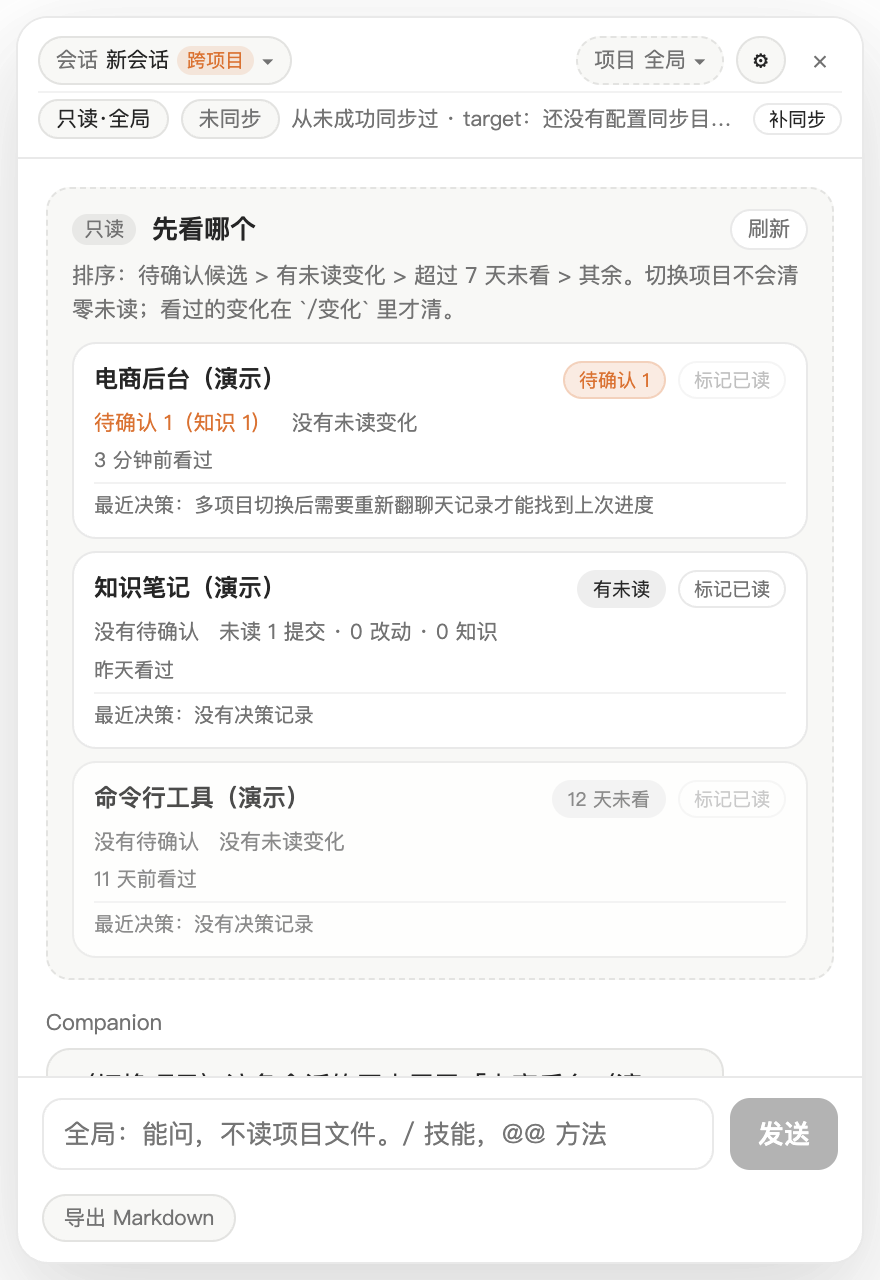 会话 新会话 跨项目 项目 全局
只读·全局 未同步 从未成功同步过 · target：还没有配置同步目… 补同步
只读 先看哪个 刷新
排序：待确认候选 > 有未读变化 > 超过 7 天未看 > 其余。切换项目不会清
零未读；看过的变化在 `/变化` 里才清。
电商后台（演示） 待确认 1 标记已读
待确认 1（知识 1） 没有未读变化
3 分钟前看过
最近决策：多项目切换后需要重新翻聊天记录才能找到上次进度
知识笔记（演示） 有未读 标记已读
没有待确认 未读 1 提交 · 0 改动 · 0 知识
昨天看过
最近决策：没有决策记录
命令行工具（演示） 12 天未看 标记已读
没有待确认 没有未读变化
11 天前看过
最近决策：没有决策记录
Companion
全局：能问，不读项目文件。/ 技能，@@ 方法 发送
导出 Markdown